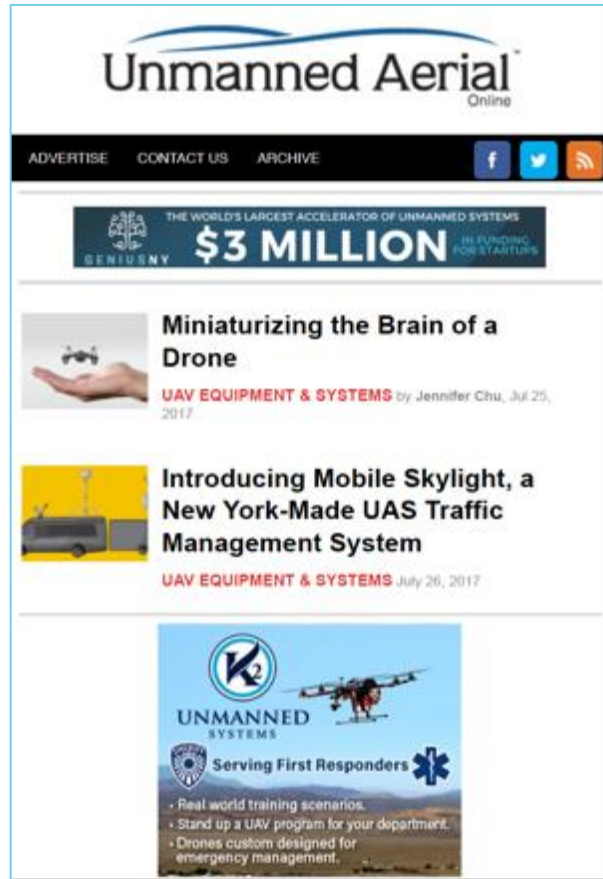 Unmanned Aerial
Online
ADVERTISE CONTACT US ARCHIVE
THE WORLD'S LARGEST ACCELERATOR OF UNMANNED SYSTEMS
GENIUSNY $3 MILLION IN FUNDING
FOR STARTUPS
Miniaturizing the Brain of a
Drone
UAV EQUIPMENT & SYSTEMS by Jennifer Chu, Jul 25,
2017
Introducing Mobile Skylight, a
New York-Made UAS Traffic
Management System
UAV EQUIPMENT & SYSTEMS July 26, 2017
K2
UNMANNED
SYSTEMS
Serving First Responders
• Real world training scenarios.
• Stand up a UAV program for your department.
• Drones custom designed for
emergency management.